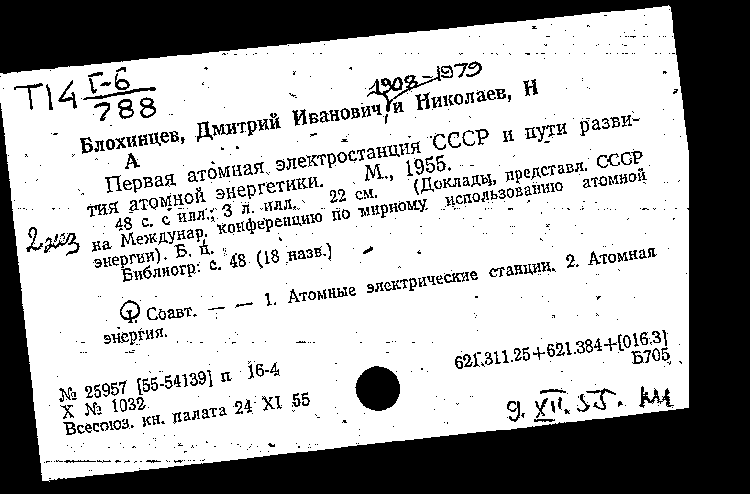 1908-1979
Т14 Г-6
788
Блохинцев, Дмитрий Иванович, и Николаев, Н
А
Первая атомная электростанция СССР и пути разви-
тия атомной энергетики. М., 1955.
48 с. с илл.; 3 л. илл. 22 см. (Доклады, представл. СССР
на Междунар. конференцию по мирному использованию атомной
энергии). Б. ц.
2 экз
Библиогр: с. 48 (18 назв.)
I. Соавт. — — 1. Атомные электрические станции. 2. Атомная
энергия.
№ 25957 [55-54139] п 16-4
621.311.25+621.384+[016.3]
Х № 1032
Б705
Всесоюз. кн. палата 24 XI 55
9. XII. 55.